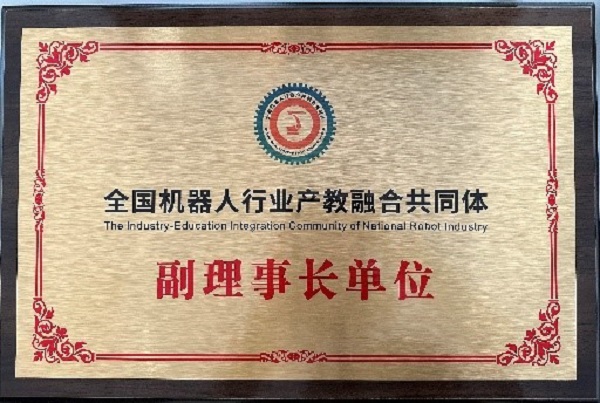 全国机器人行业产教融合共同体
The Industry-Education Integration Community of National Robot Industry
副理事长单位